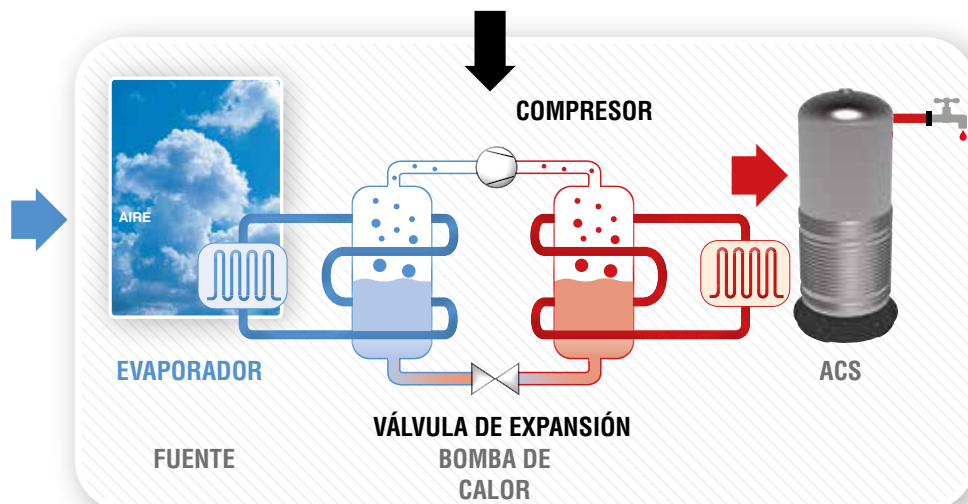 COMPRESOR
AIRE
EVAPORADOR
ACS
VÁLVULA DE EXPANSIÓN
FUENTE
BOMBA DE
CALOR